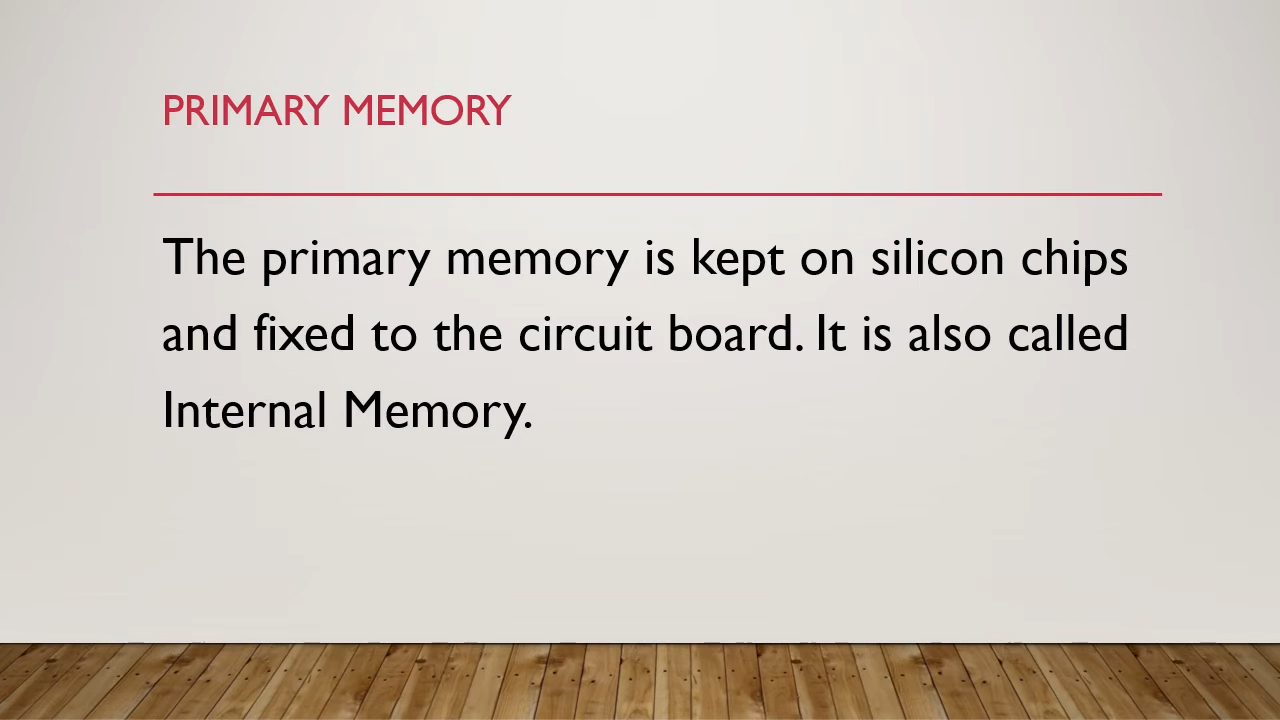 PRIMARY MEMORY
The primary memory is kept on silicon chips
and fixed to the circuit board. It is also called
Internal Memory.